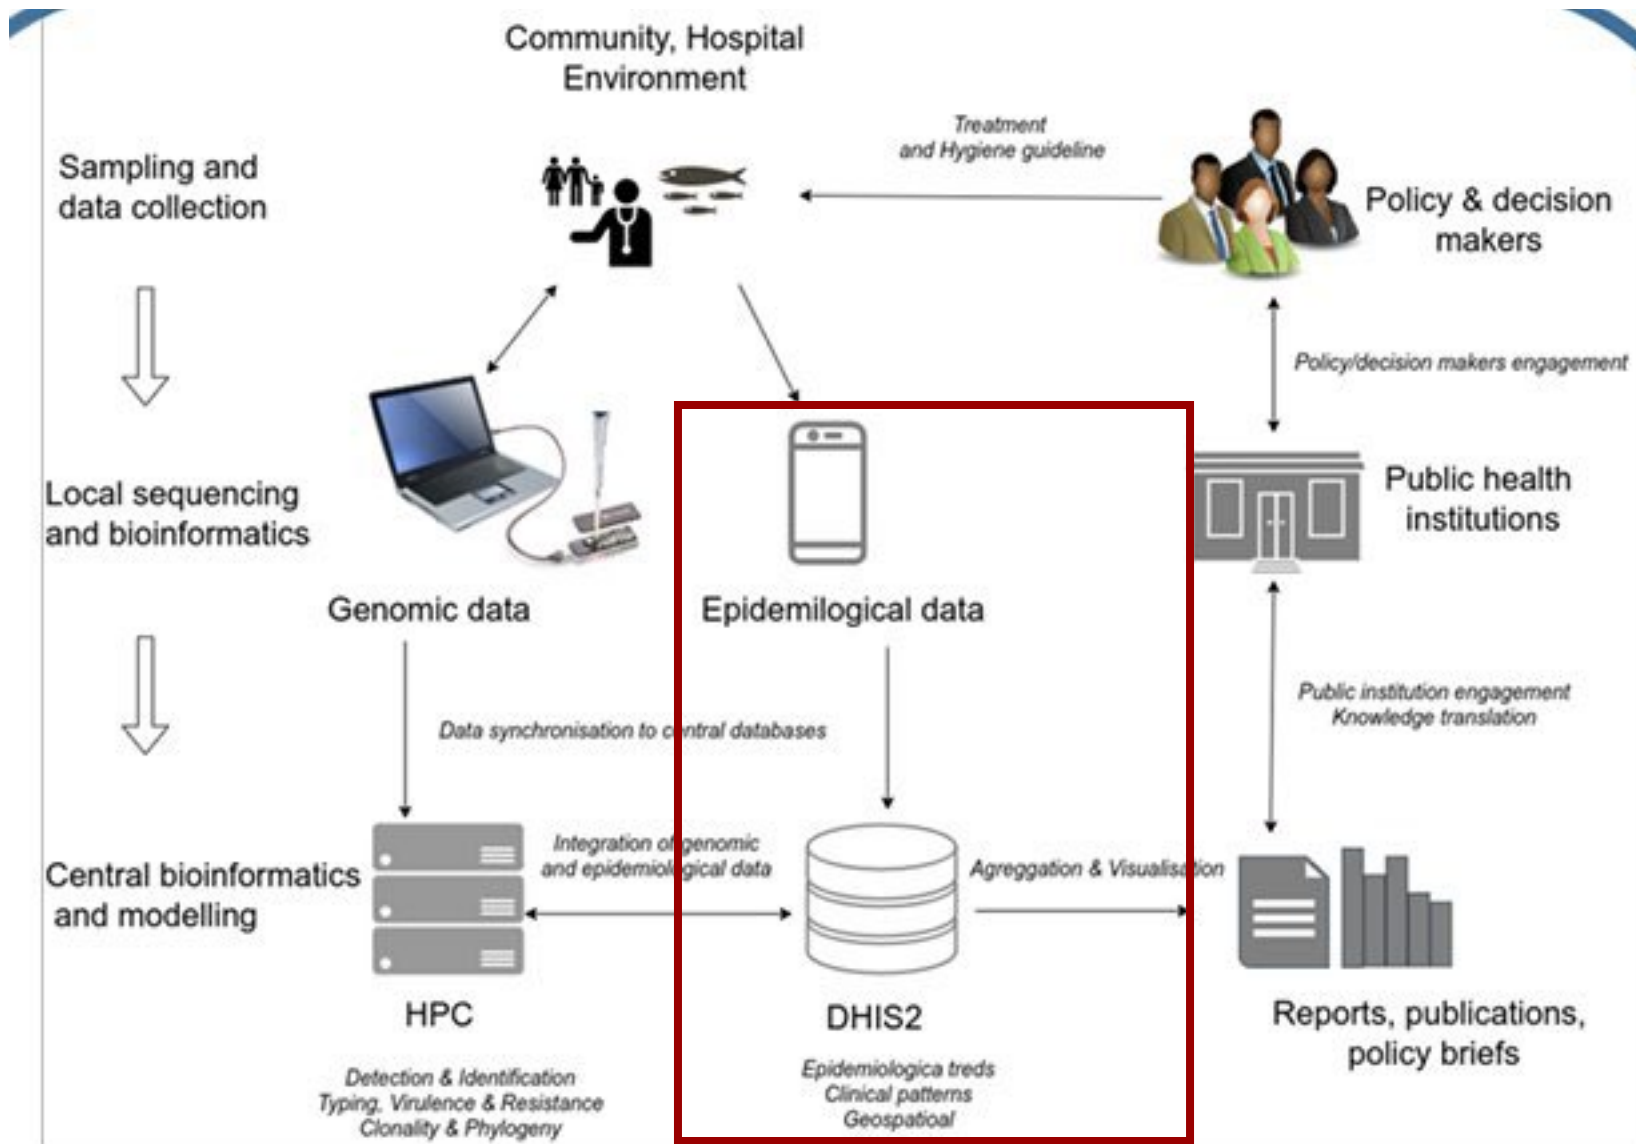 Community, Hospital
Environment
Treatment
and Hygiene guideline
Sampling and
data collection
Policy & decision
makers
Policy/decision makers engagement
Local sequencing
and bioinformatics
Public health
institutions
Genomic data
Epidemilogical data
Public institution engagement
Knowledge translation
Data synchronisation to central databases
Integration of genomic
and epidemiological data
Agreggation & Visualisation
Central bioinformatics
and modelling
HPC
DHIS2
Reports, publications,
policy briefs
Detection & Identification
Typing, Virulence & Resistance
Clonality & Phylogeny
Epidemiologica treds
Clinical patterns
Geospatioal